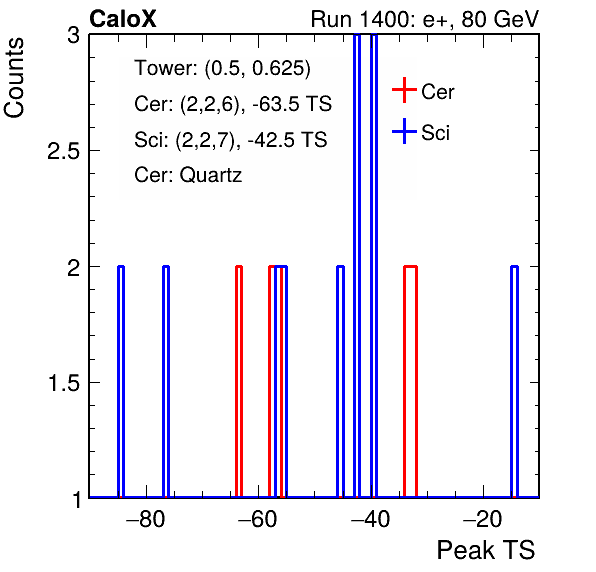 CaloX Run 1400: e+, 80 GeV
Counts
3
2.5
2
1.5
1
Tower: (0.5, 0.625)
Cer: (2,2,6), -63.5 TS
Sci: (2,2,7), -42.5 TS
Cer: Quartz
Cer
Sci
−80 −60 −40 −20
Peak TS